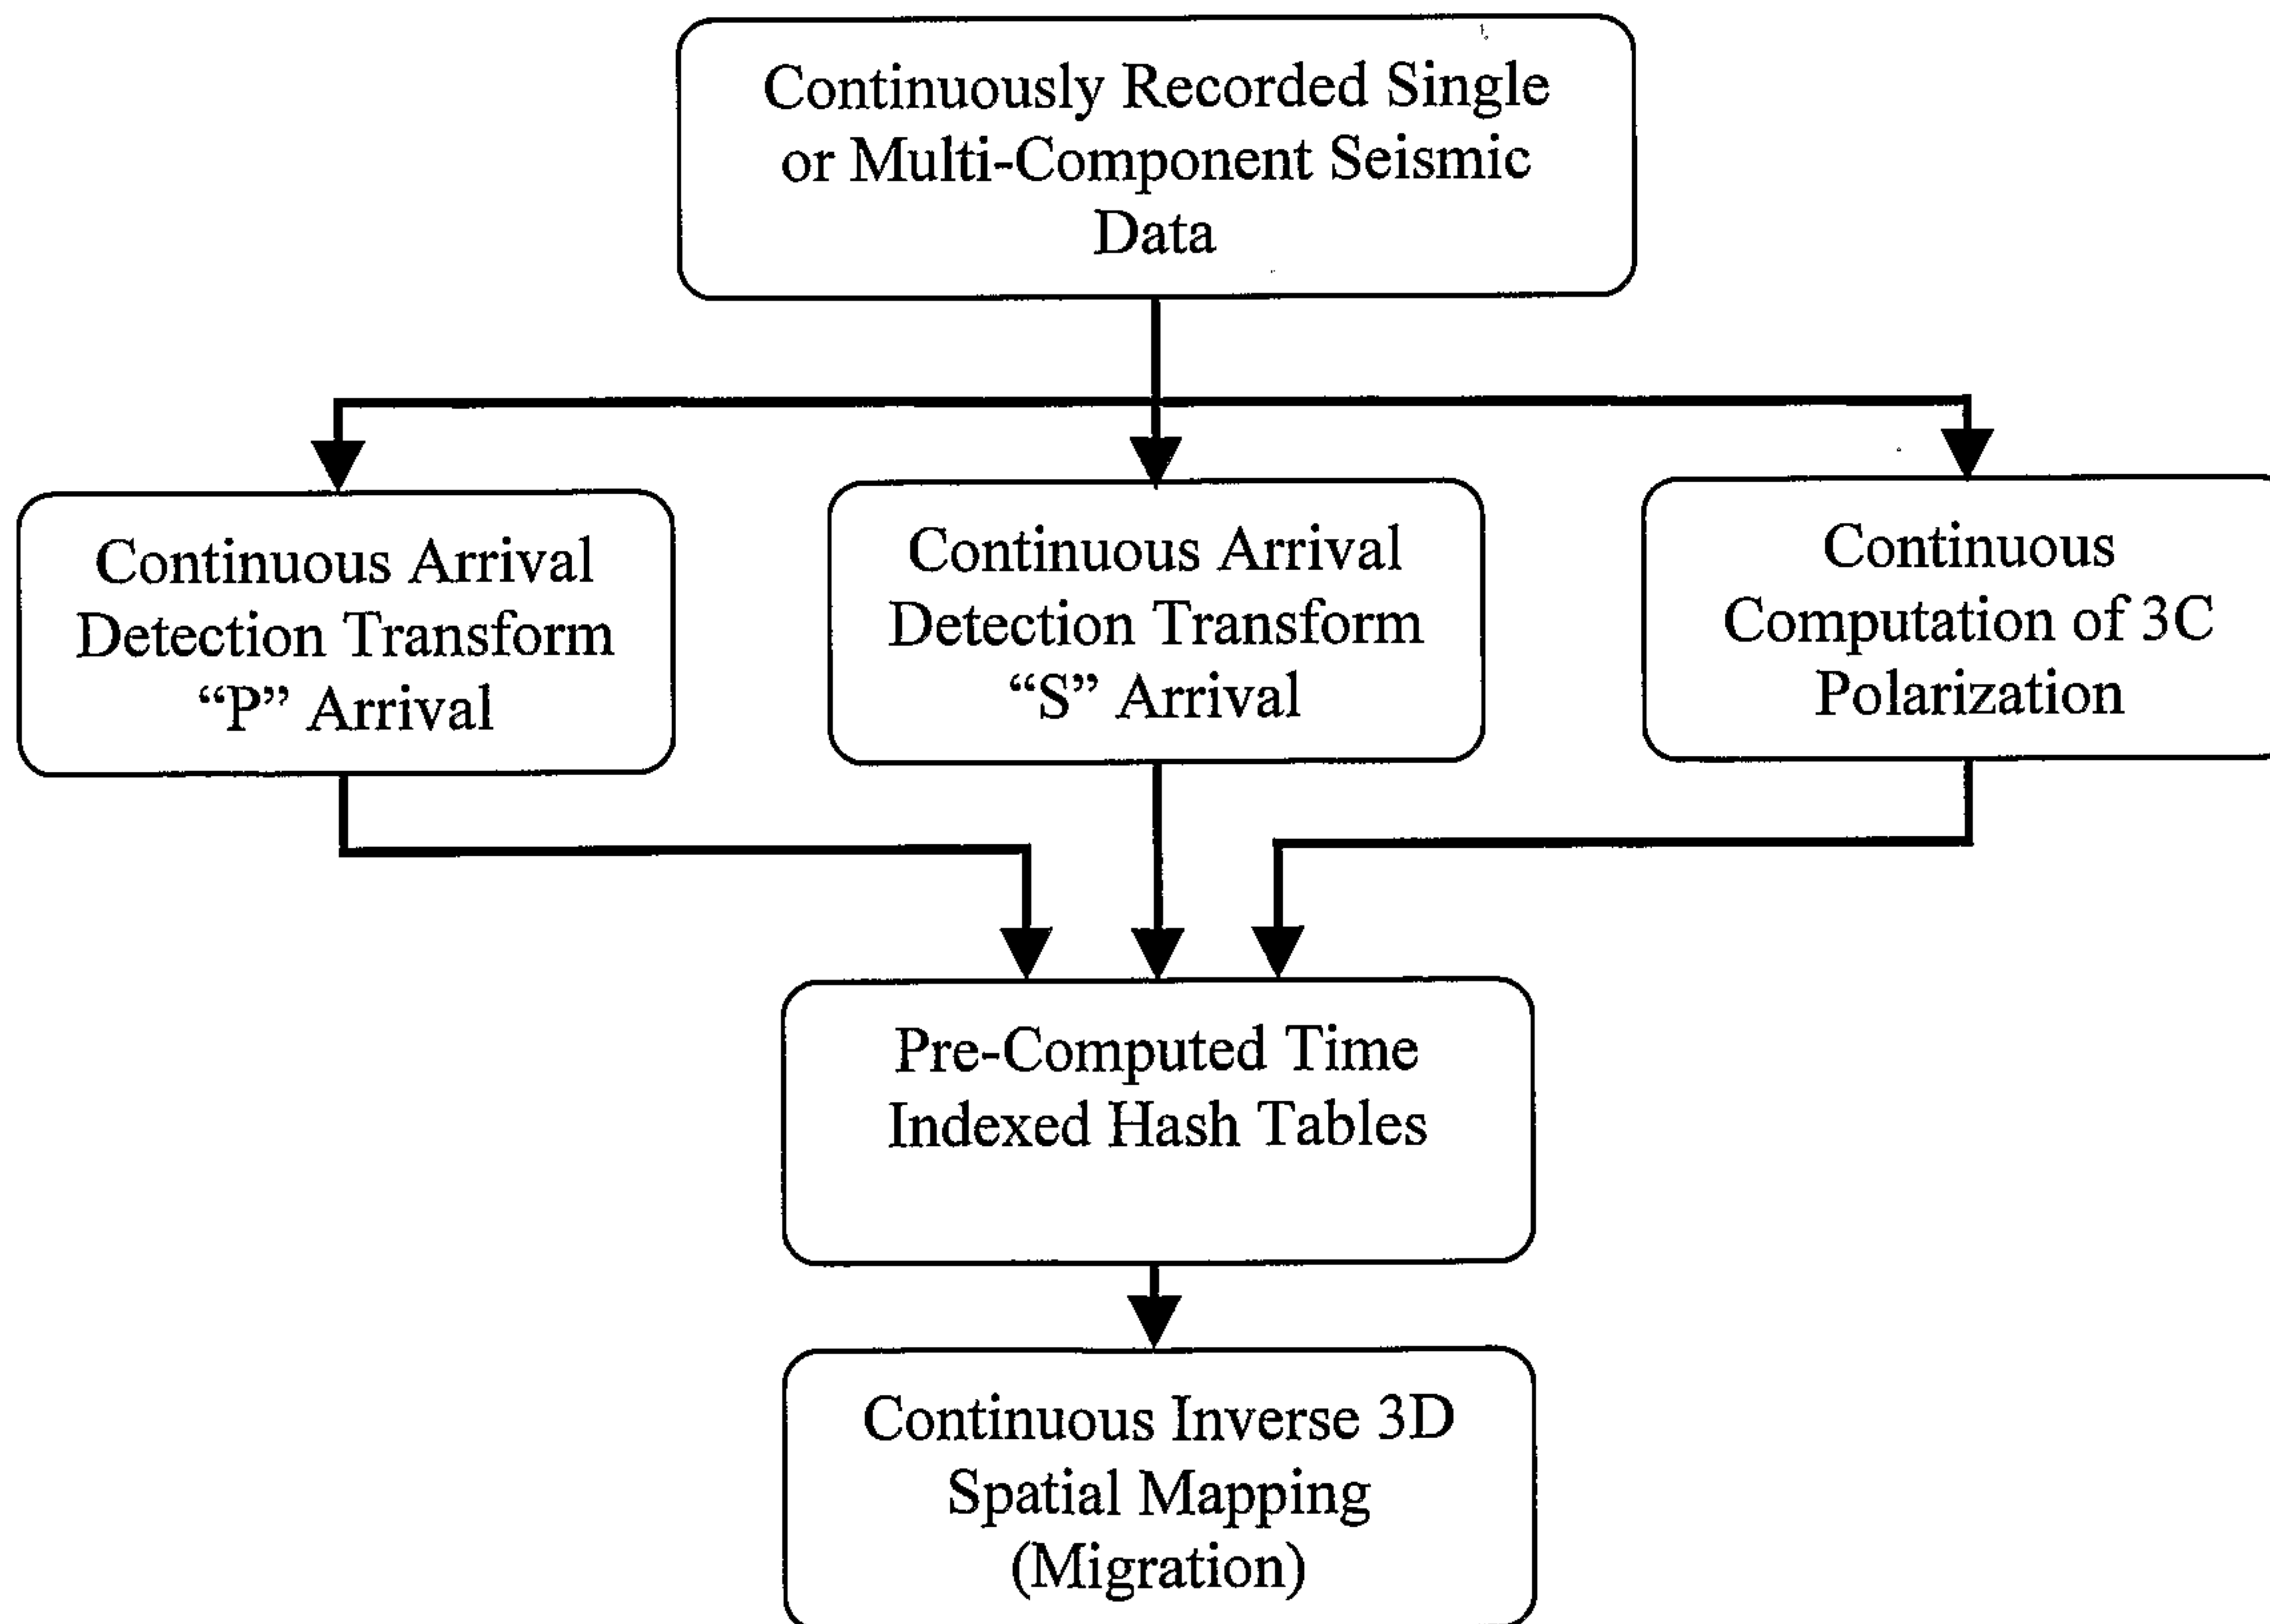 Continuously Recorded Single
or Multi-Component Seismic
Data
Continuous Arrival
Detection Transform
“P” Arrival
Continuous Arrival
Detection Transform
“S” Arrival
Continuous
Computation of 3C
Polarization
Pre-Computed Time
Indexed Hash Tables
Continuous Inverse 3D
Spatial Mapping
(Migration)